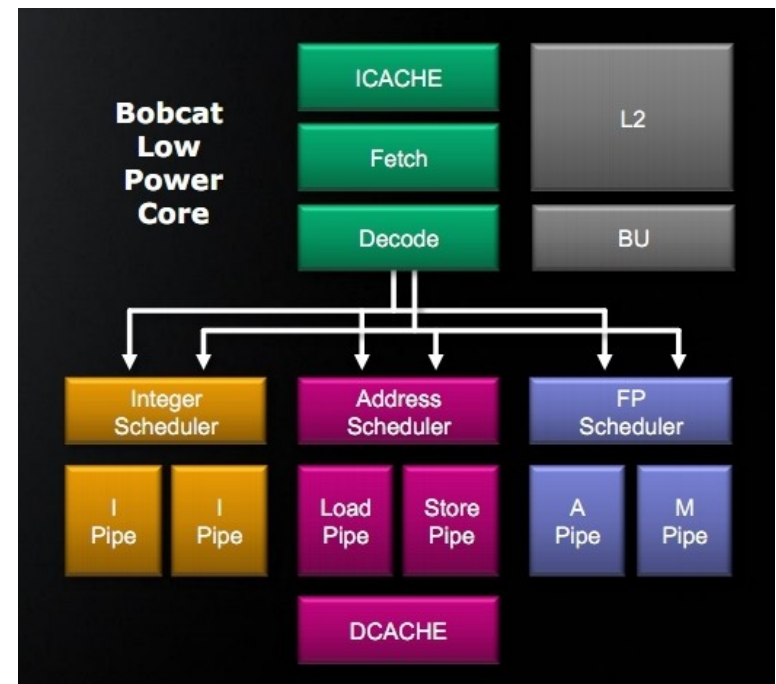 Bobcat
Low
Power
Core
ICACHE
Fetch
Decode
L2
BU
Integer
Scheduler
Address
Scheduler
FP
Scheduler
I
Pipe
I
Pipe
Load
Pipe
Store
Pipe
A
Pipe
M
Pipe
DCACHE